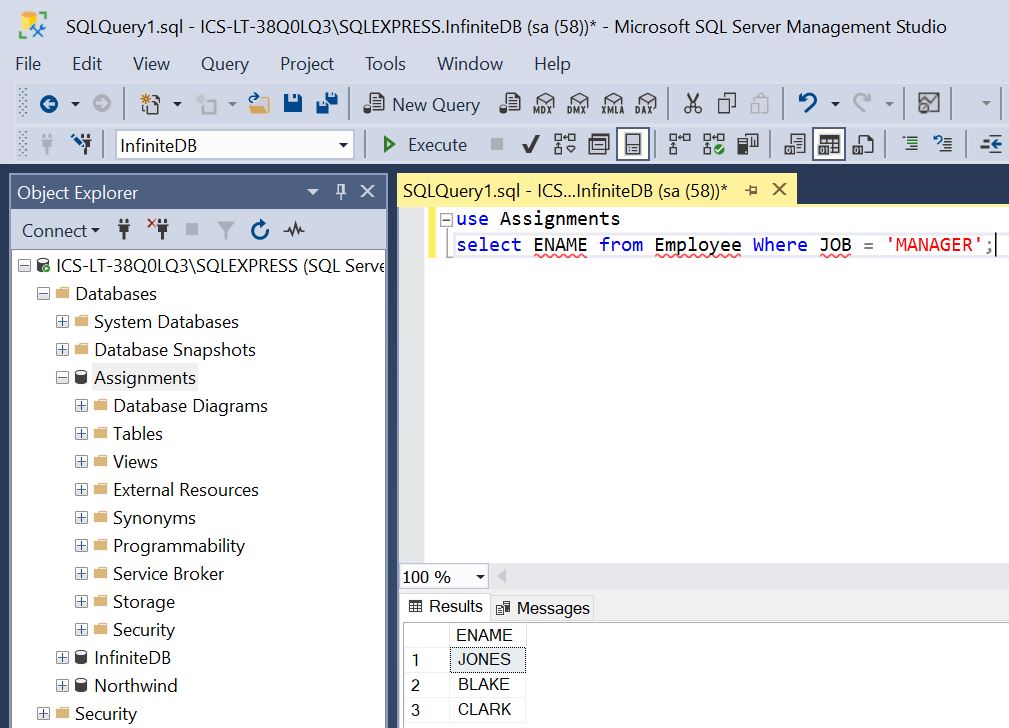 SQLQuery1.sql - ICS-LT-38Q0LQ3\SQLEXPRESS.InfiniteDB (sa (58))* - Microsoft SQL Server Management Studio
File Edit View Query Project Tools Window Help
New Query MDX DMX XMLA DAX
InfiniteDB Execute
Object Explorer
Connect
ICS-LT-38Q0LQ3\SQLEXPRESS (SQL Serve
Databases
System Databases
Database Snapshots
Assignments
Database Diagrams
Tables
Views
External Resources
Synonyms
Programmability
Service Broker
Storage
Security
InfiniteDB
Northwind
Security
SQLQuery1.sql - ICS...InfiniteDB (sa (58))*
use Assignments
select ENAME from Employee Where JOB = 'MANAGER';
100 %
Results Messages
ENAME
1 JONES
2 BLAKE
3 CLARK